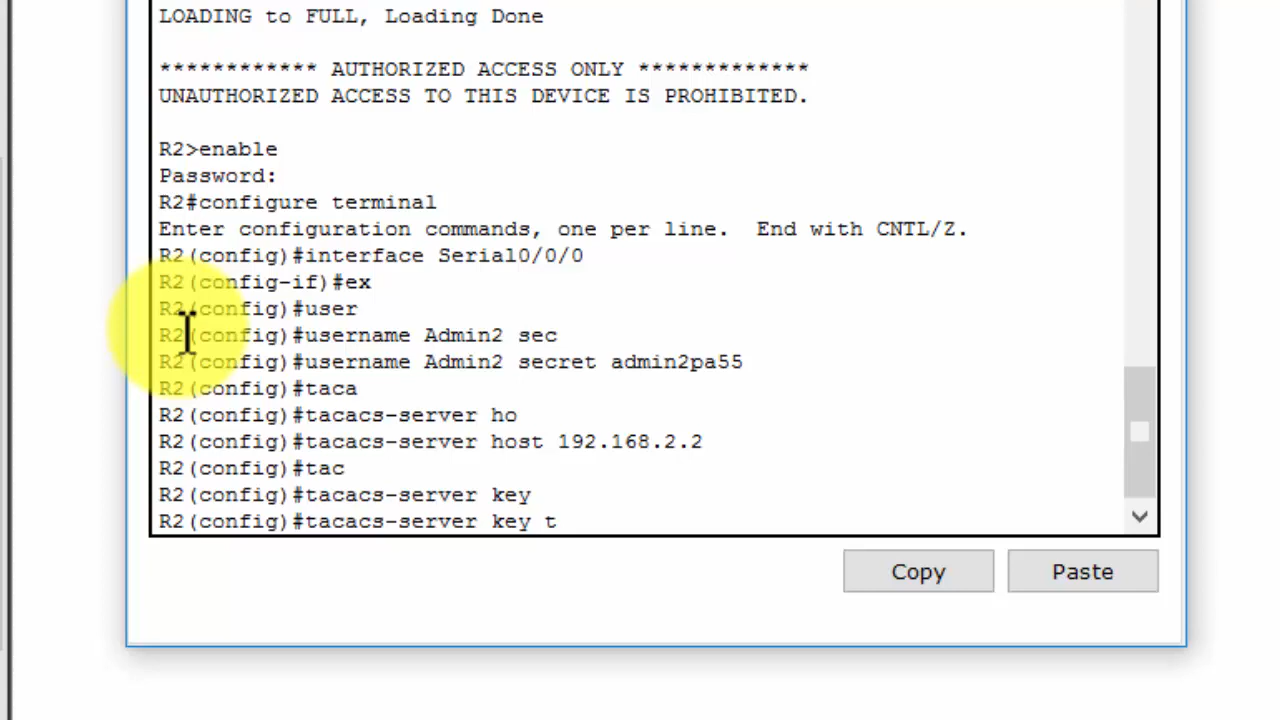 LOADING to FULL, Loading Done
************ AUTHORIZED ACCESS ONLY *************
UNAUTHORIZED ACCESS TO THIS DEVICE IS PROHIBITED.
R2>enable
Password:
R2#configure terminal
Enter configuration commands, one per line.  End with CNTL/Z.
R2(config)#interface Serial0/0/0
R2(config-if)#ex
R2(config)#user
R2(config)#username Admin2 sec
R2(config)#username Admin2 secret admin2pa55
R2(config)#taca
R2(config)#tacacs-server ho
R2(config)#tacacs-server host 192.168.2.2
R2(config)#tac
R2(config)#tacacs-server key
R2(config)#tacacs-server key t
Copy
Paste